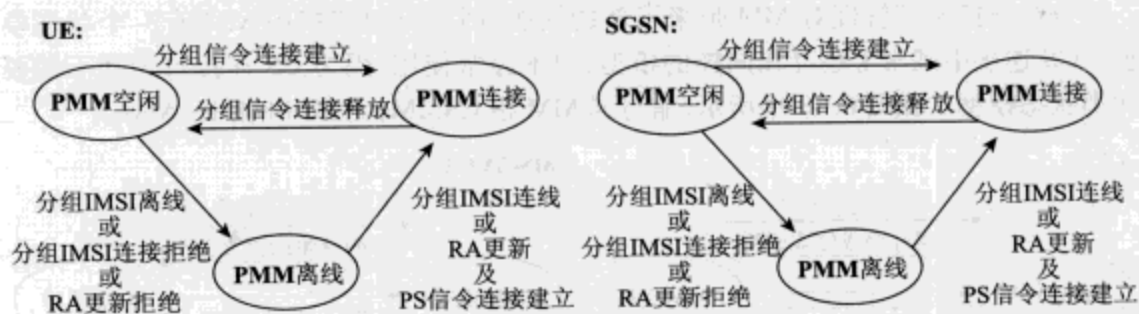 UE:
分组信令连接建立
PMM空闲
PMM连接
分组信令连接释放
分组IMSI离线
或
分组IMSI连接拒绝
或
RA更新拒绝
PMM离线
分组IMSI连线
或
RA更新
及
PS信令连接建立
SGSN:
分组信令连接建立
PMM空闲
PMM连接
分组信令连接释放
分组IMSI离线
或
分组IMSI连接拒绝
或
RA更新拒绝
PMM离线
分组IMSI连线
或
RA更新
及
PS信令连接建立